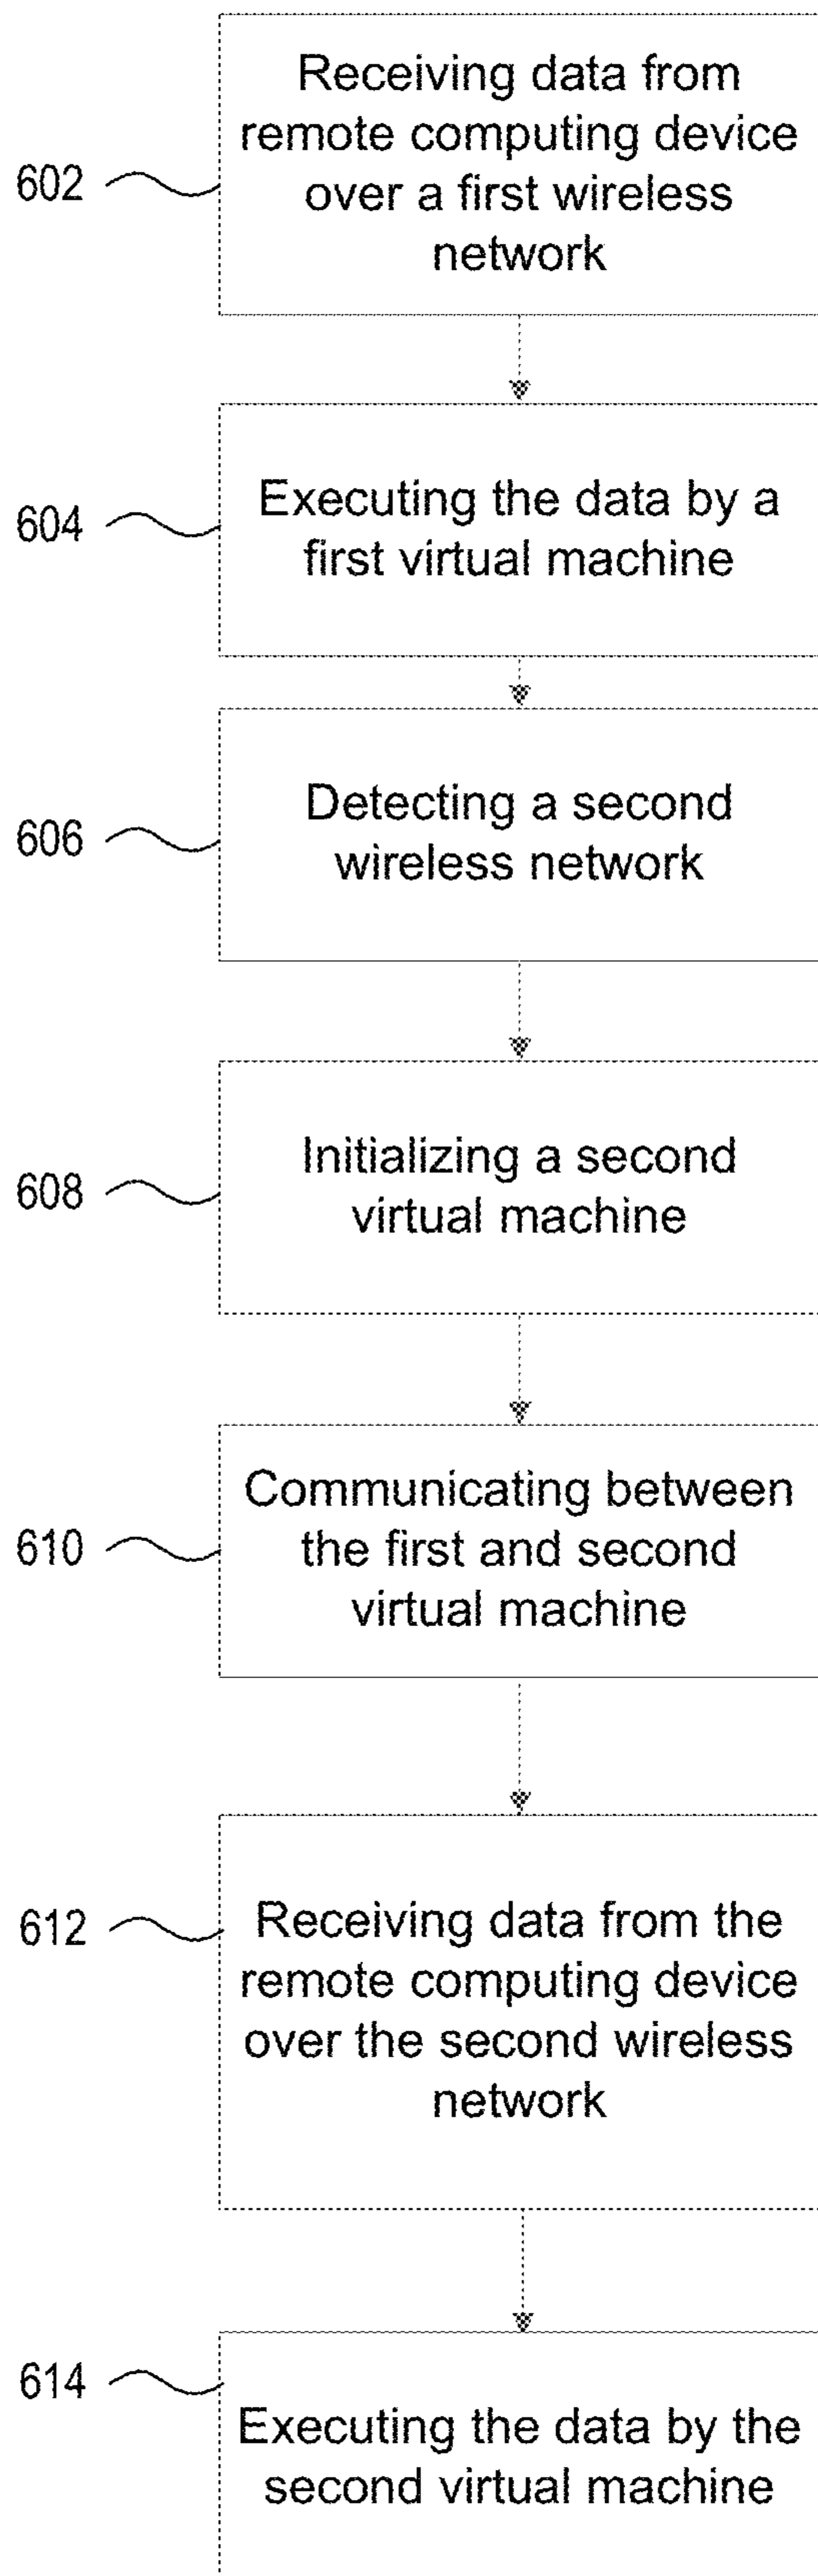 Receiving data from
remote computing device
602
over a first wireless
network
Executing the data by a
604
first virtual machine
Detecting a second
606
wireless network
Initializing a second
608
virtual machine
Communicating between
610
the first and second
virtual machine
612
Receiving data from the
remote computing device
over the second wireless
network
614
Executing the data by the
second virtual machine